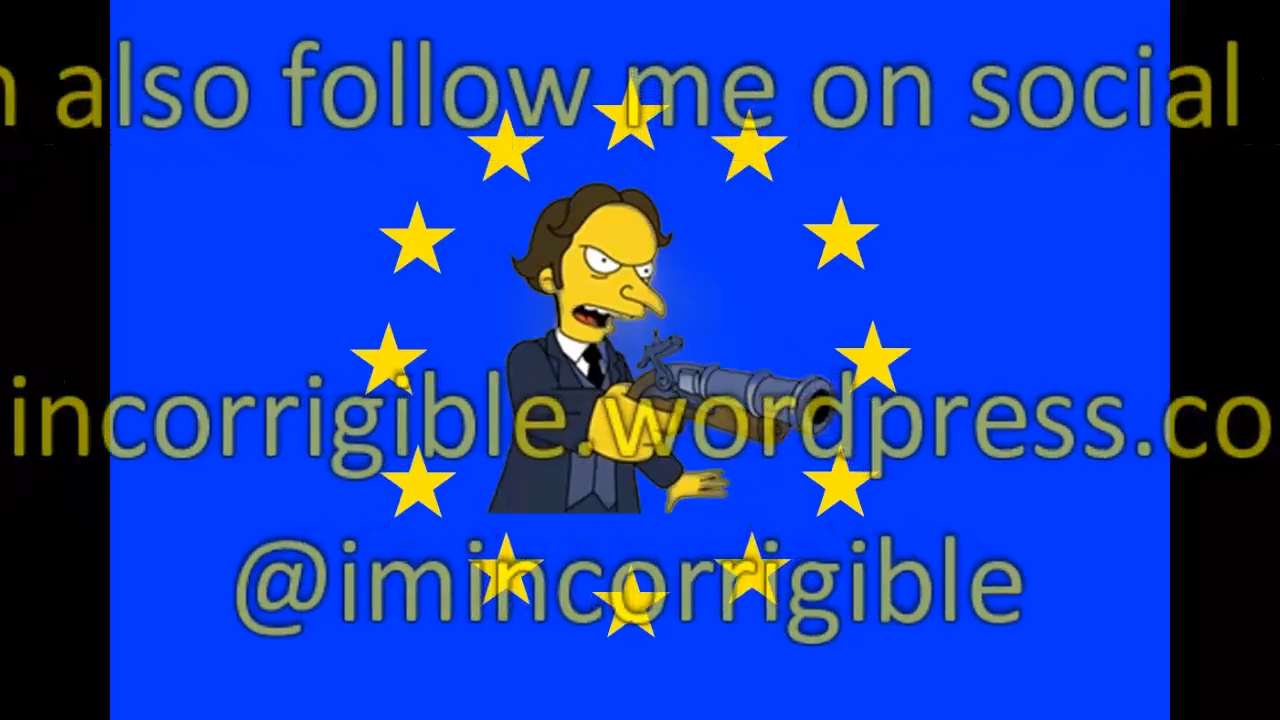 also follow me on social
incorrigible.wordpress.co
@imincorrigible